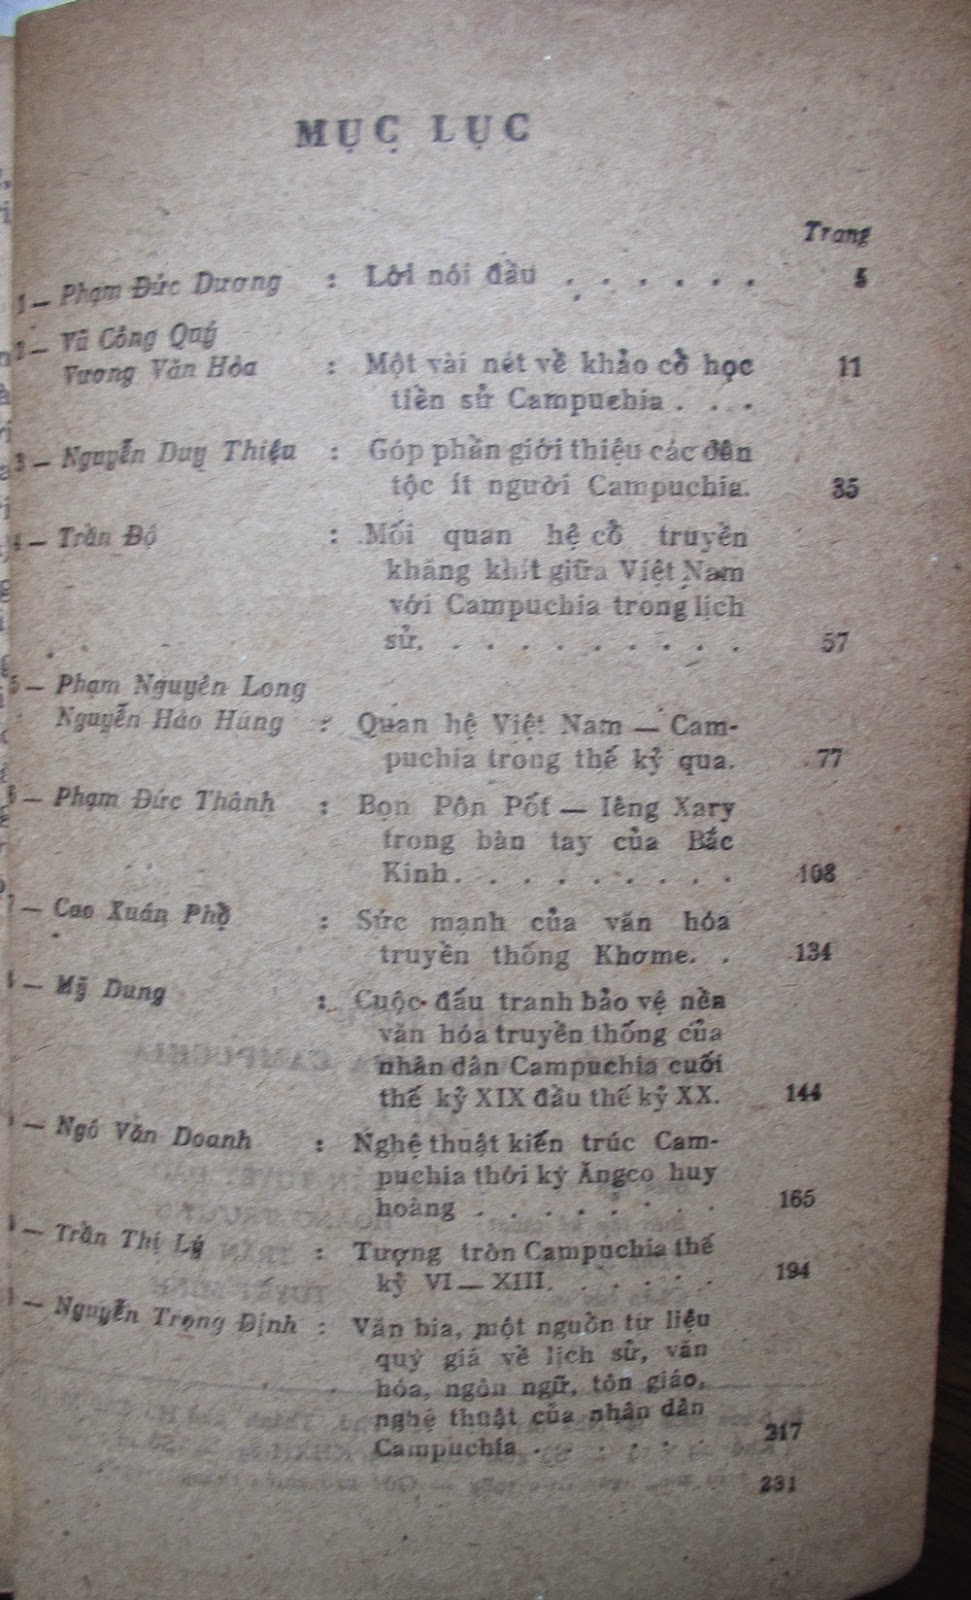 MỤC LỤC
Trang
1 — Phạm Đức Dương : Lời nói đầu . . . . . . 5
2 — Vũ Công Quý
Vương Văn Hỏa : Một vài nét về khảo cổ học 11
tiền sử Campuchia . . .
3 — Nguyễn Duy Thiệu : Góp phần giới thiệu các dân
tộc ít người Campuchia. 35
4 — Trần Độ : Mối quan hệ cổ truyền
khăng khít giữa Việt Nam
với Campuchia trong lịch
sử. . . . . . . . . . 57
5 — Phạm Nguyên Long
Nguyễn Hào Hùng : Quan hệ Việt Nam — Cam-
puchia trong thế kỷ qua. 77
6 — Phạm Đức Thành : Bọn Pôn Pốt — Iêng Xary
trong bàn tay của Bắc
Kinh . . . . . . . . . 108
7 — Cao Xuân Phổ : Sức mạnh của văn hóa
truyền thống Khơme. . 134
— Mỹ Dung : Cuộc đấu tranh bảo vệ nền
văn hóa truyền thống của
nhân dân Campuchia cuối
thế kỷ XIX đầu thế kỷ XX. 144
— Ngô Văn Doanh : Nghệ thuật kiến trúc Cam-
puchia thời kỳ Ăngco huy
hoàng . . . . . . . . 165
— Trần Thị Lý : Tượng tròn Campuchia thế
kỷ VI — XIII. . . . . . 194
— Nguyễn Trọng Định : Văn bia, một nguồn tư liệu
quý giá về lịch sử, văn
hóa, ngôn ngữ, tôn giáo,
nghệ thuật của nhân dân
Campuchia . . . . . . 217
231